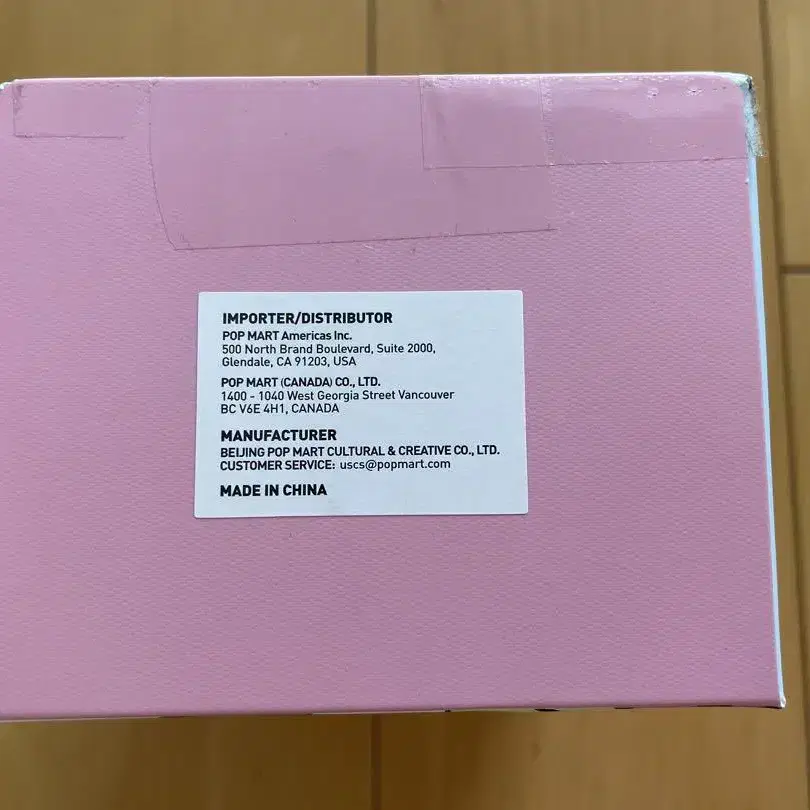 IMPORTER/DISTRIBUTOR
POP MART Americas Inc.
500 North Brand Boulevard, Suite 2000,
Glendale, CA 91203, USA
POP MART (CANADA) CO., LTD.
1400 - 1040 West Georgia Street Vancouver
BC V6E 4H1, CANADA
MANUFACTURER
BEIJING POP MART CULTURAL & CREATIVE CO., LTD.
CUSTOMER SERVICE: uscs@popmart.com
MADE IN CHINA